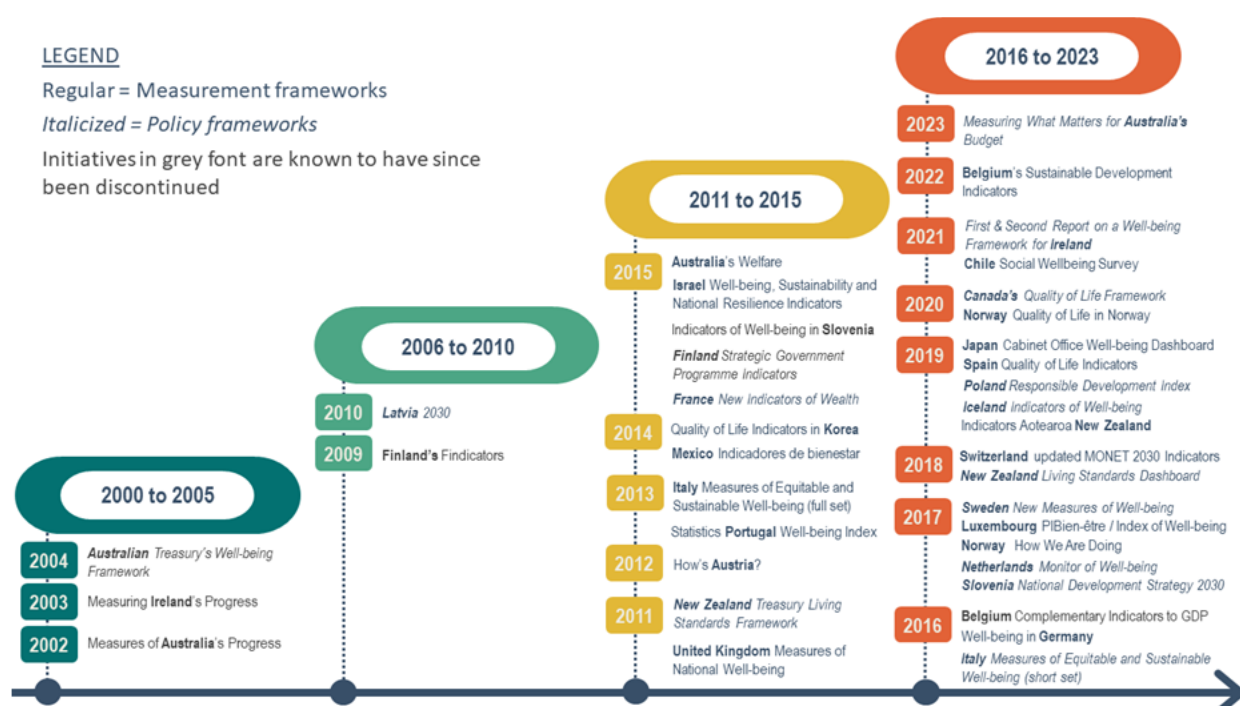 LEGEND
Regular = Measurement frameworks
Italicized = Policy frameworks
Initiatives in grey font are known to have since
been discontinued
2000 to 2005
2004
Australian Treasury's Well-being
Framework
2003
Measuring Ireland's Progress
2002
Measures of Australia's Progress
2006 to 2010
2010
Latvia 2030
2009
Finland's Findicators
2011 to 2015
2015
Australia's Welfare
Israel Well-being, Sustainability and
National Resilience Indicators
Indicators of Well-being in Slovenia
Finland Strategic Government
Programme Indicators
France New Indicators of Wealth
2014
Quality of Life Indicators in Korea
Mexico Indicadores de bienestar
2013
Italy Measures of Equitable and
Sustainable Well-being (full set)
Statistics Portugal Well-being Index
2012
How's Austria?
2011
New Zealand Treasury Living
Standards Framework
United Kingdom Measures of
National Well-being
2016 to 2023
2023
Measuring What Matters for Australia's
Budget
2022
Belgium's Sustainable Development
Indicators
2021
First & Second Report on a Well-being
Framework for Ireland
Chile Social Wellbeing Survey
2020
Canada's Quality of Life Framework
Norway Quality of Life in Norway
2019
Japan Cabinet Office Well-being Dashboard
Spain Quality of Life Indicators
Poland Responsible Development Index
Iceland Indicators of Well-being
Indicators Aotearoa New Zealand
2018
Switzerland updated MONET 2030 Indicators
New Zealand Living Standards Dashboard
2017
Sweden New Measures of Well-being
Luxembourg PIBien-être / Index of Well-being
Norway How We Are Doing
Netherlands Monitor of Well-being
Slovenia National Development Strategy 2030
2016
Belgium Complementary Indicators to GDP
Well-being in Germany
Italy Measures of Equitable and Sustainable
Well-being (short set)